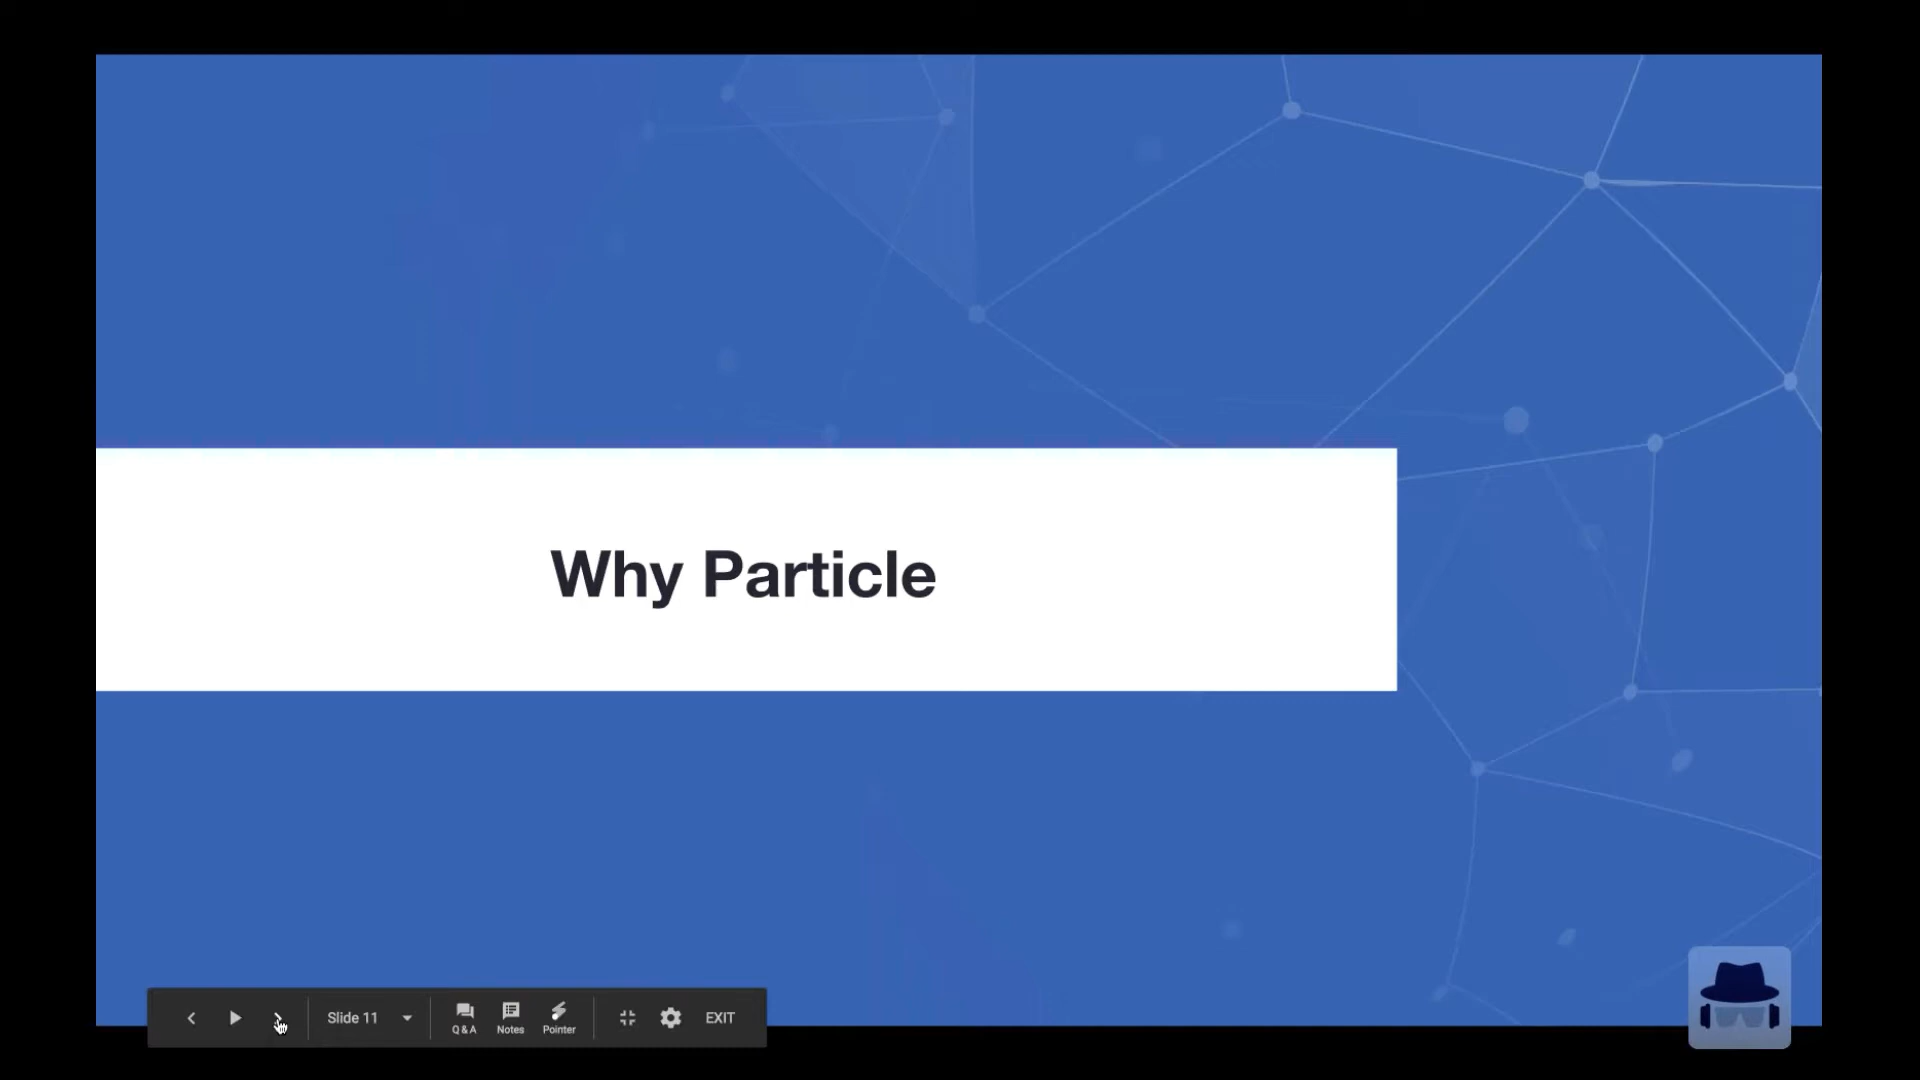 Why Particle
Slide 11
Q & A
Notes
Pointer
EXIT